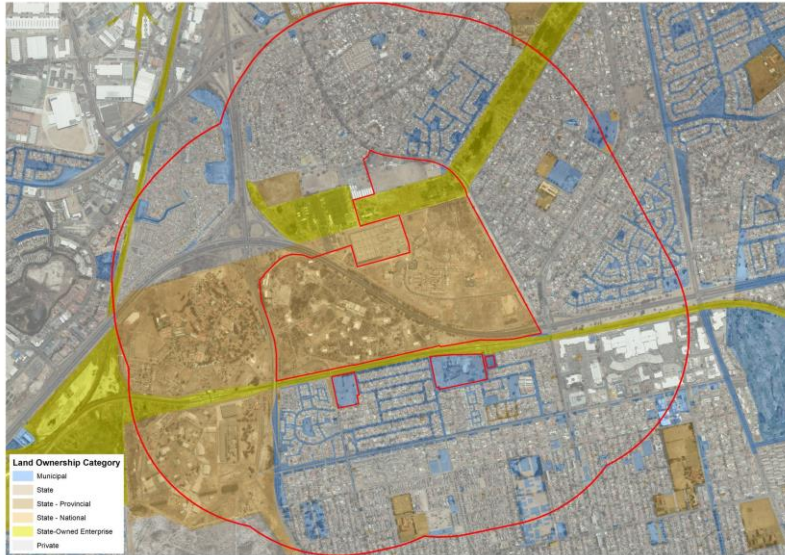 Land Ownership Category
Municipal
State
State - Provincial
State - National
State-Owned Enterprise
Private